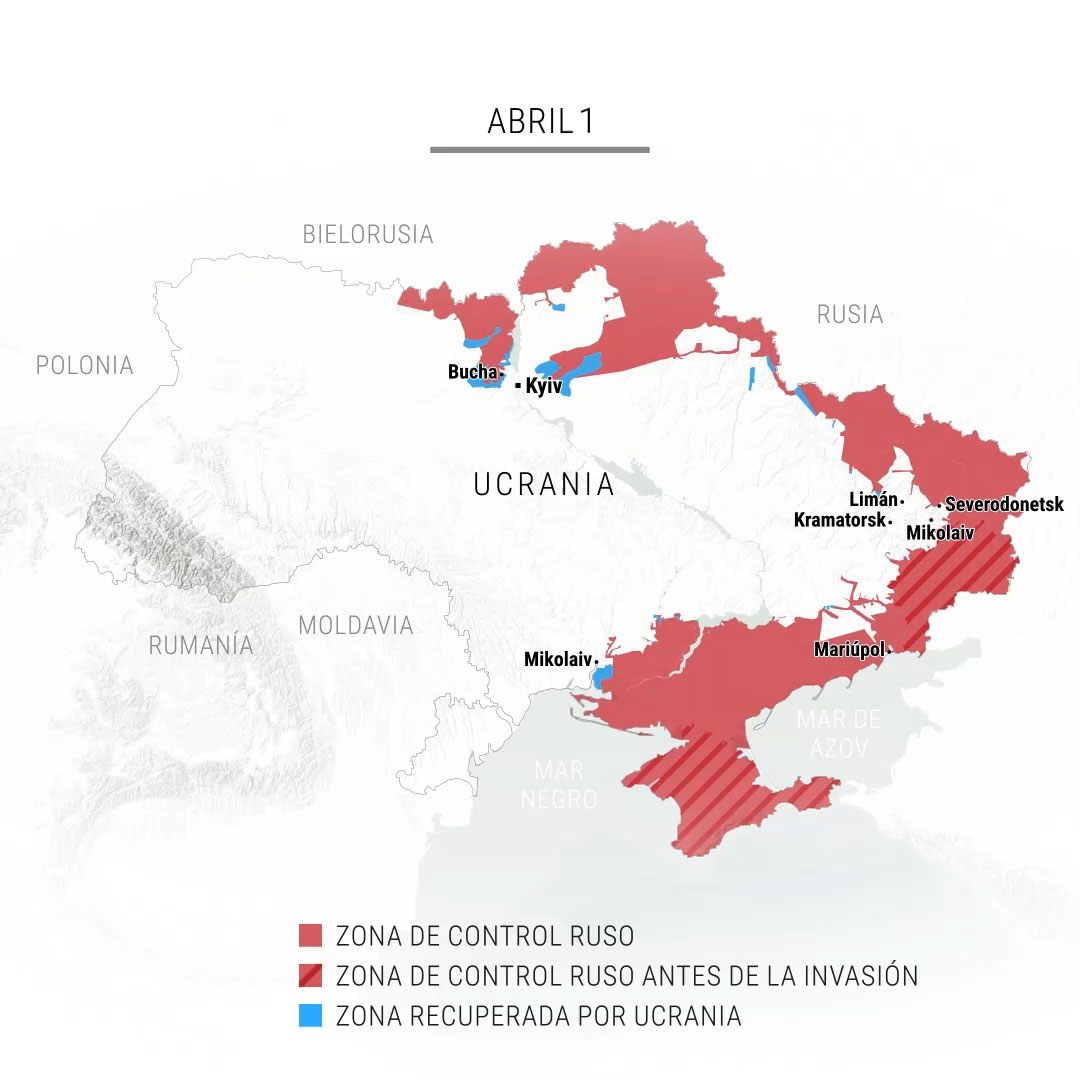 ABRIL 1
BIELORUSIA
RUSIA
POLONIA
Bucha
Kyiv
UCRANIA
Limán
Severodonetsk
Kramatorsk
Mikolaiv
MOLDAVIA
RUMANÍA
Mikolaiv
Mariúpol
MAR DE
AZOV
MAR
NEGRO
ZONA DE CONTROL RUSO
ZONA DE CONTROL RUSO ANTES DE LA INVASIÓN
ZONA RECUPERADA POR UCRANIA